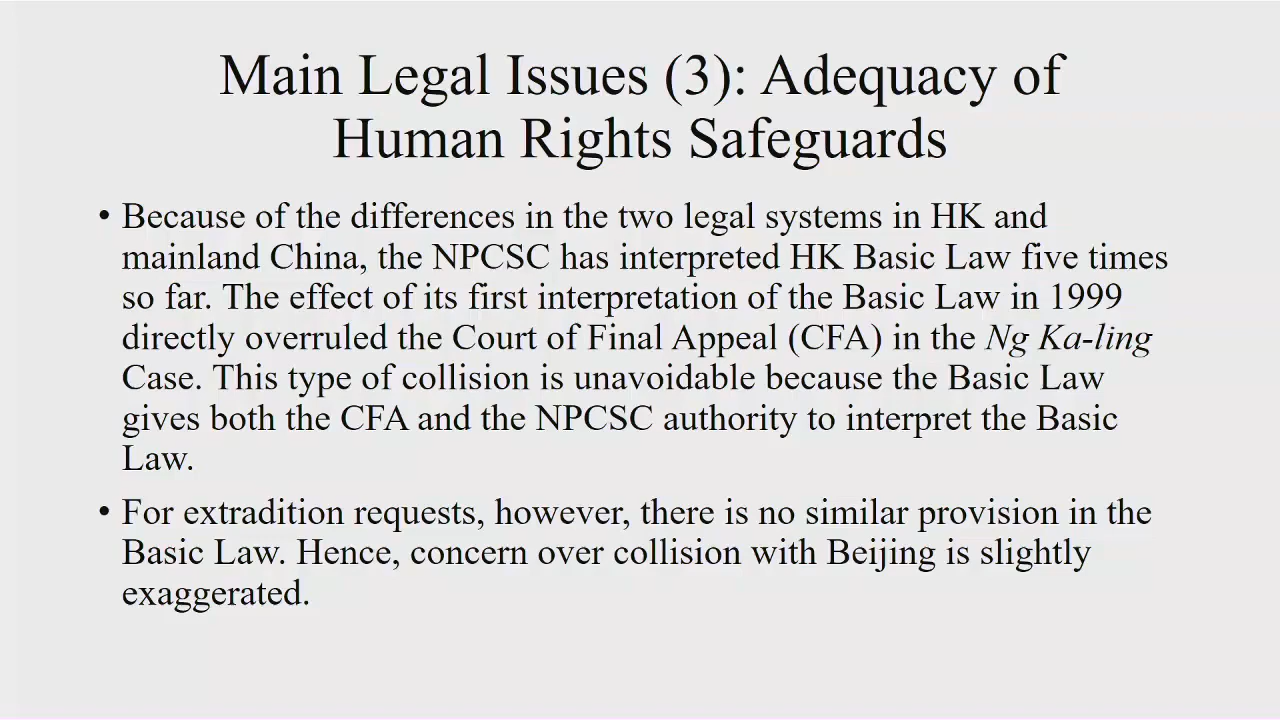 Main Legal Issues (3): Adequacy of
Human Rights Safeguards
• Because of the differences in the two legal systems in HK and
mainland China, the NPCSC has interpreted HK Basic Law five times
so far. The effect of its first interpretation of the Basic Law in 1999
directly overruled the Court of Final Appeal (CFA) in the Ng Ka-ling
Case. This type of collision is unavoidable because the Basic Law
gives both the CFA and the NPCSC authority to interpret the Basic
Law.
• For extradition requests, however, there is no similar provision in the
Basic Law. Hence, concern over collision with Beijing is slightly
exaggerated.